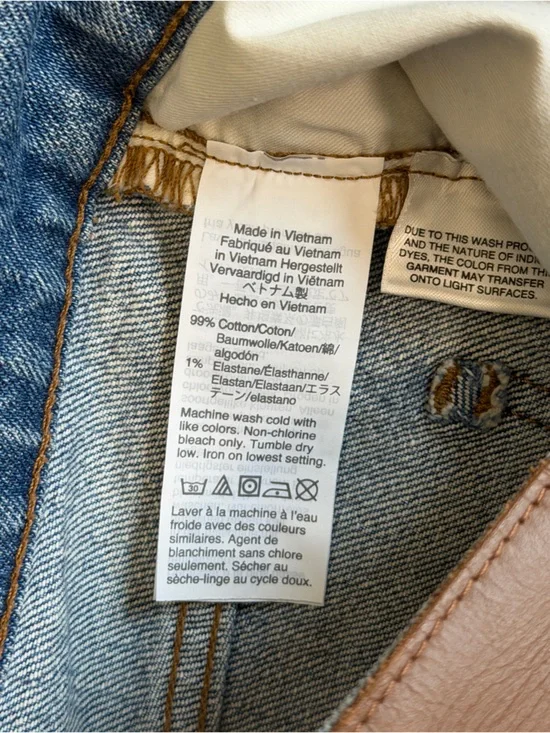 Made in Vietnam
Fabriqué au Vietnam
in Vietnam Hergestellt
Vervaardigd in Viëtnam
ベトナム製
Hecho en Vietnam
99% Cotton/Coton/
Baumwolle/Katoen/綿/
algodón
1% Elastane/Élasthanne/
Elastan/Elastaan/エラス
テーン/elastano
Machine wash cold with
like colors. Non-chlorine
bleach only. Tumble dry
low. Iron on lowest setting.
30
Laver à la machine à l'eau
froide avec des couleurs
similaires. Agent de
blanchiment sans chlore
seulement. Sécher au
sèche-linge au cycle doux.
DUE TO THIS WASH
AND THE NATURE OF
DYES, THE COLOR FROM
GARMENT MAY TRANSFER
ONTO LIGHT SURFACES.